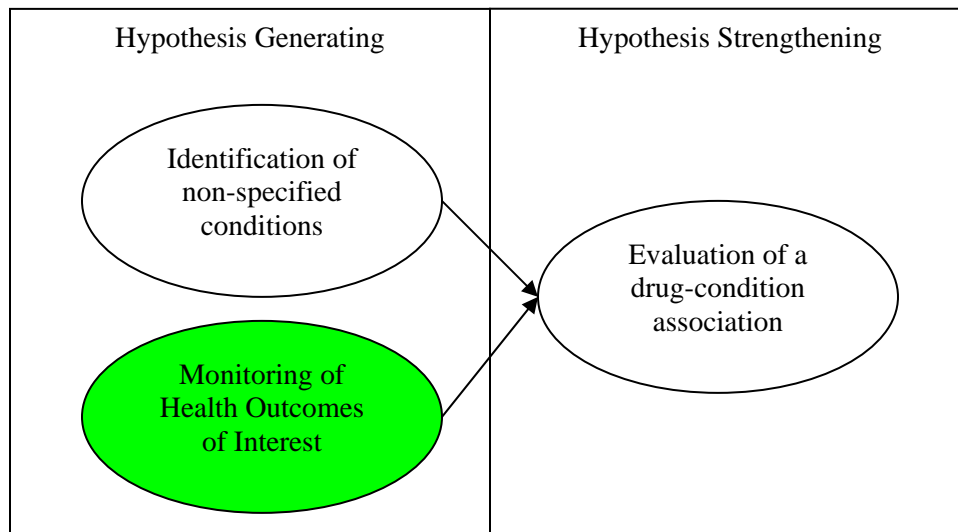 Hypothesis Generating
Hypothesis Strengthening
Identification of
non-specified
conditions
Evaluation of a
drug-condition
association
Monitoring of
Health Outcomes
of Interest